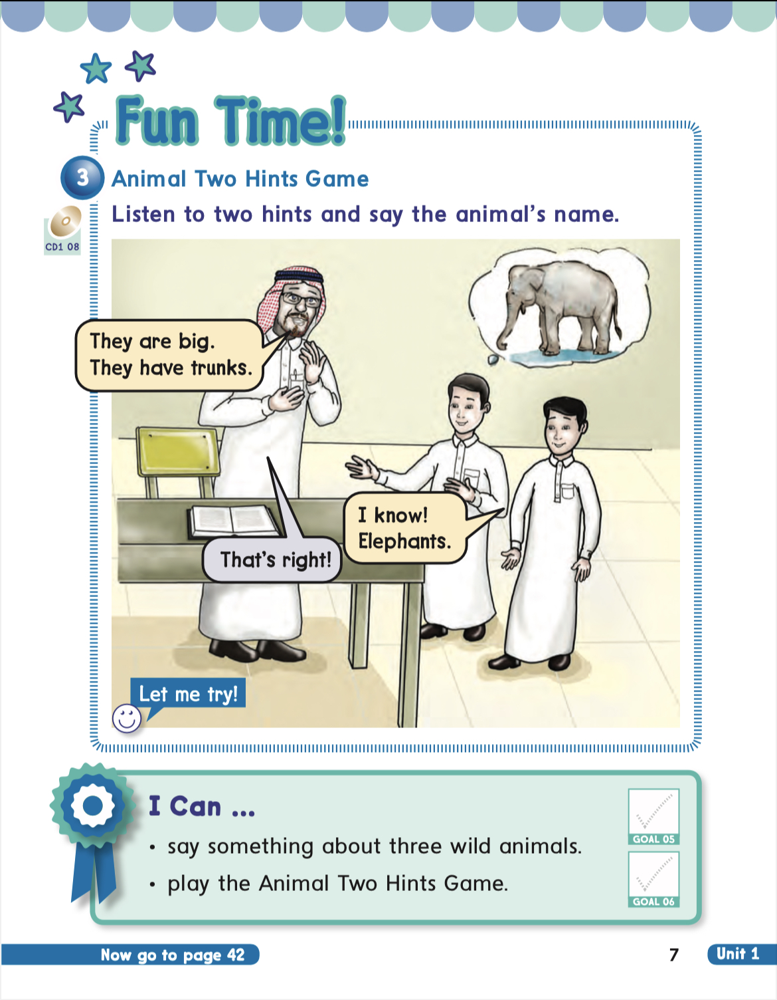 Fun Time!
3 Animal Two Hints Game
Listen to two hints and say the animal's name.
CD1 08
They are big.
They have trunks.
I know!
Elephants.
That's right!
Let me try!
I Can ...
• say something about three wild animals.
GOAL 05
• play the Animal Two Hints Game.
GOAL 06
Now go to page 42
7
Unit 1